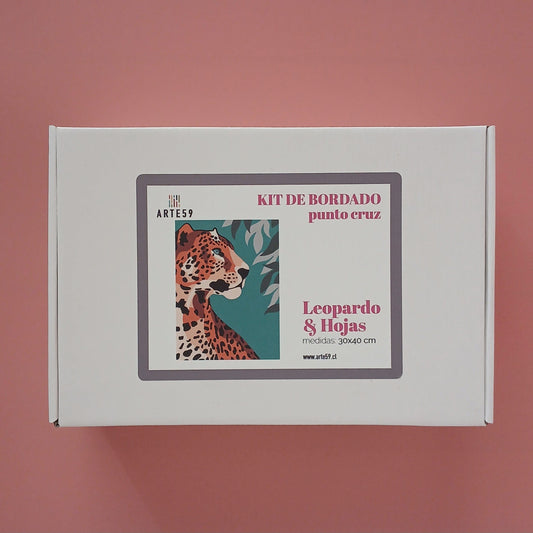 ARTE59
KIT DE BORDADO
punto cruz
Leopardo
& Hojas
medidas: 30x40 cm
www.arte59.cl